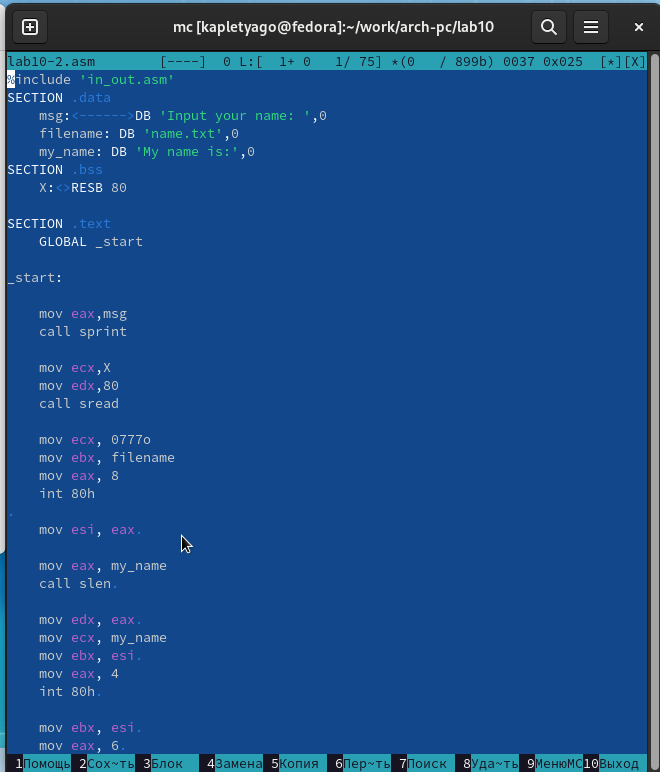 mc [kapletyago@fedora]:~/work/arch-pc/lab10
lab10-2.asm [----] 0 L:[ 1+ 0 1/ 75] *(0 / 899b) 0037 0x025 [*][X]
%include 'in_out.asm'
SECTION .data
msg:<------>DB 'Input your name: ',0
filename: DB 'name.txt',0
my_name: DB 'My name is:',0
SECTION .bss
X:<>RESB 80
SECTION .text
GLOBAL _start
_start:
mov eax,msg
call sprint
mov ecx,X
mov edx,80
call sread
mov ecx, 0777o
mov ebx, filename
mov eax, 8
int 80h
.
mov esi, eax.
mov eax, my_name
call slen.
mov edx, eax.
mov ecx, my_name
mov ebx, esi.
mov eax, 4
int 80h.
mov ebx, esi.
mov eax, 6.
1Помощь 2Сох~ть 3Блок 4Замена 5Копия 6Пер~ть 7Поиск 8Уда~ть 9МенюMC 10Выход